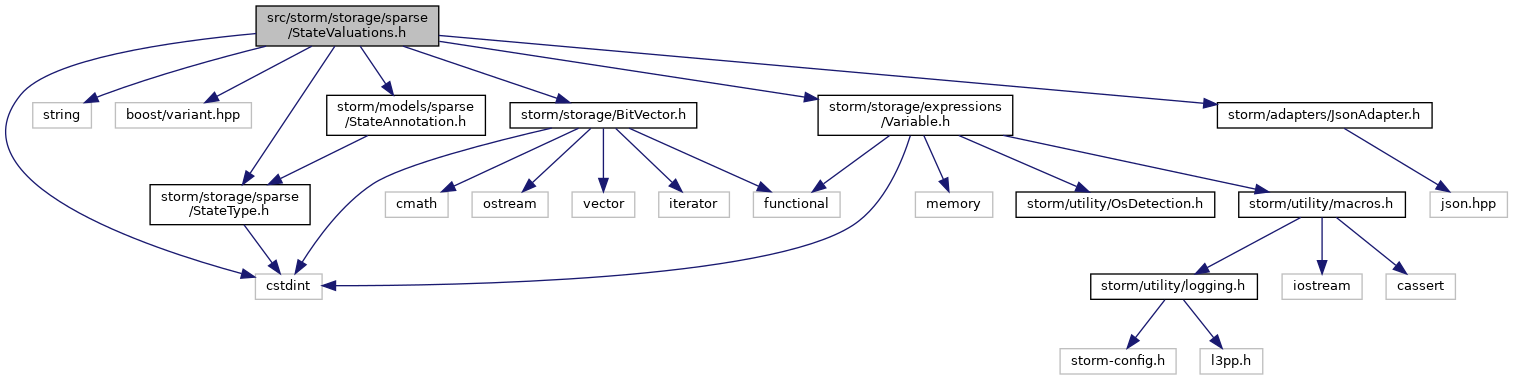 src/storm/storage/sparse
/StateValuations.h
string
boost/variant.hpp
storm/models/sparse
/StateAnnotation.h
storm/storage/BitVector.h
storm/storage/expressions
/Variable.h
storm/adapters/JsonAdapter.h
storm/storage/sparse
/StateType.h
cmath
ostream
vector
iterator
functional
memory
storm/utility/OsDetection.h
storm/utility/macros.h
json.hpp
cstdint
storm/utility/logging.h
iostream
cassert
storm-config.h
l3pp.h